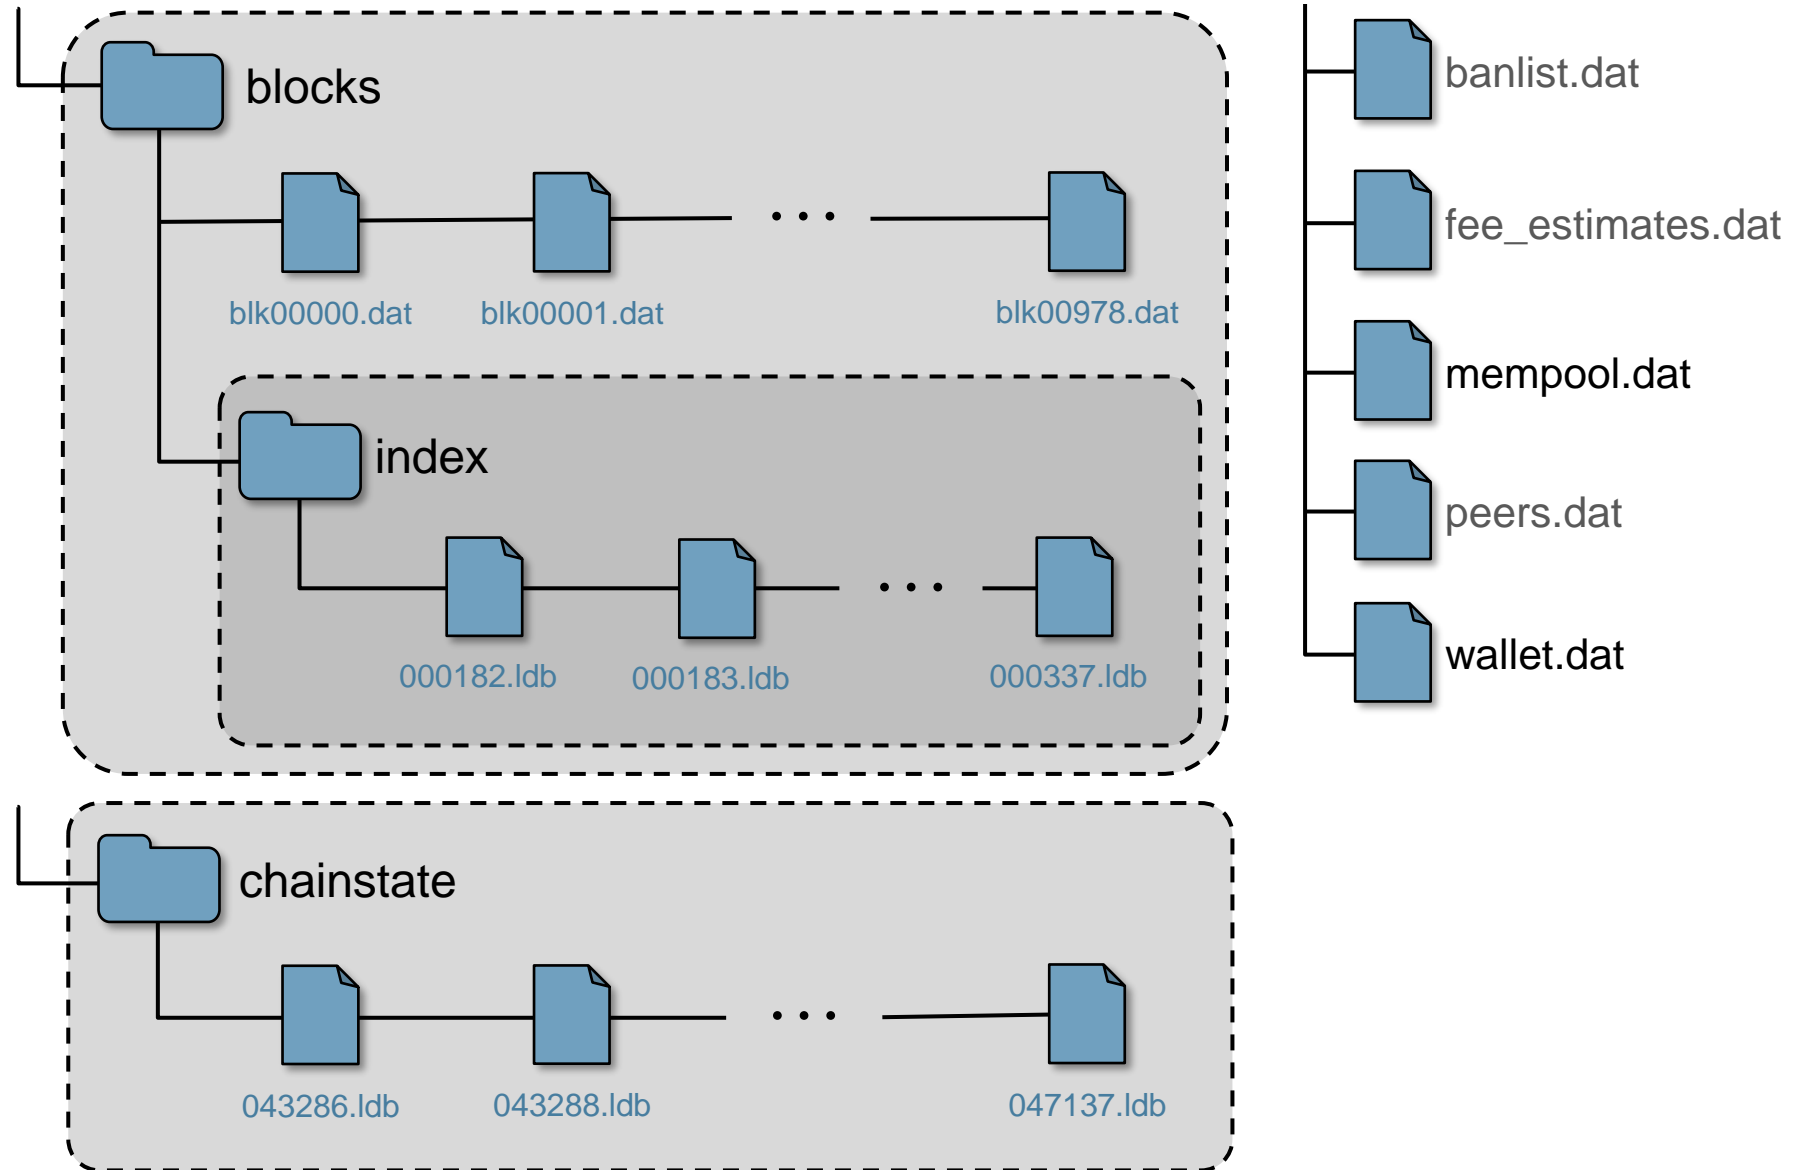 blocks
blk00000.dat
blk00001.dat
blk00978.dat
index
000182.ldb
000183.ldb
000337.ldb
chainstate
043286.ldb
043288.ldb
047137.ldb
banlist.dat
fee_estimates.dat
mempool.dat
peers.dat
wallet.dat